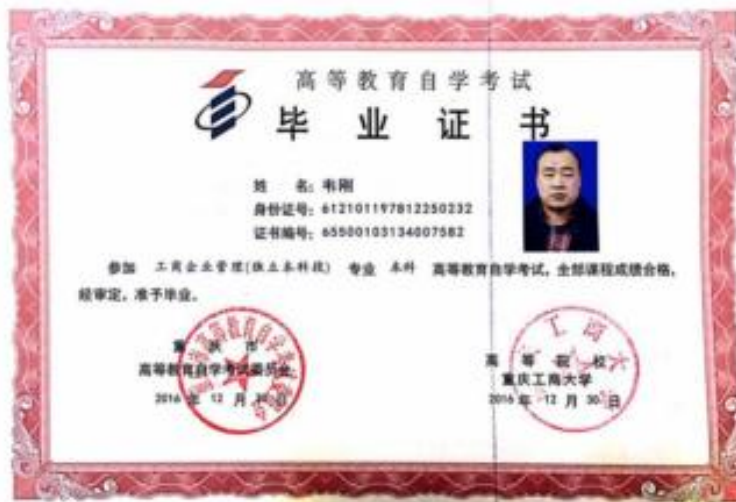 高等教育自学考试
毕业证书
姓 名：韦刚
身份证号：612101197812250232
证书编号：65500103134007582
参加 工商企业管理(独立本科段) 专业 本科 高等教育自学考试，全部课程成绩合格，
经审定，准予毕业。
重庆市
高等教育自学考试委员会
2016 年 12 月 30 日
高等院校
重庆工商大学
2016 年 12 月 30 日